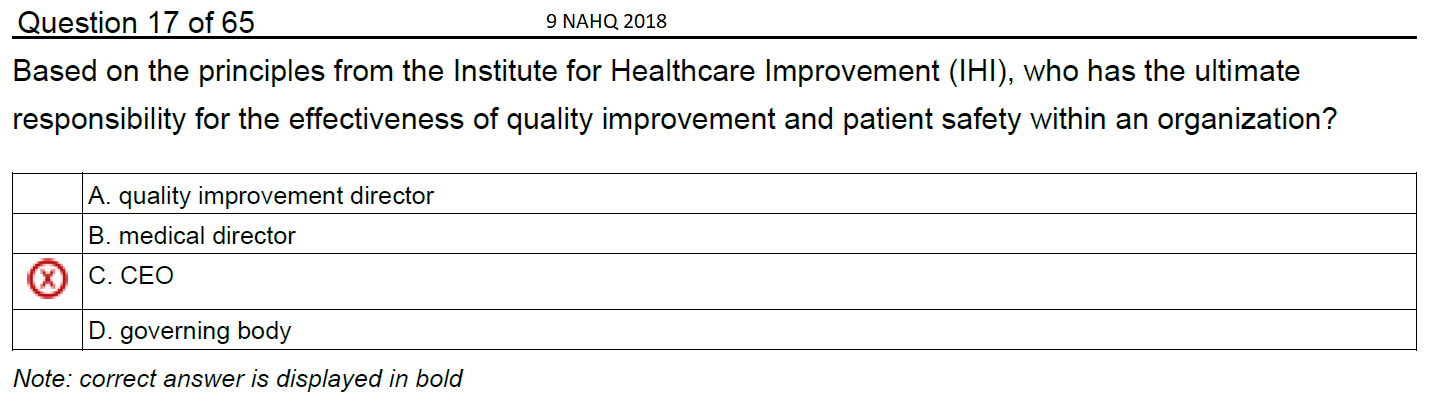 Question 17 of 65 9 NAHQ 2018
Based on the principles from the Institute for Healthcare Improvement (IHI), who has the ultimate
responsibility for the effectiveness of quality improvement and patient safety within an organization?
A. quality improvement director
B. medical director
X C. CEO
D. governing body
Note: correct answer is displayed in bold